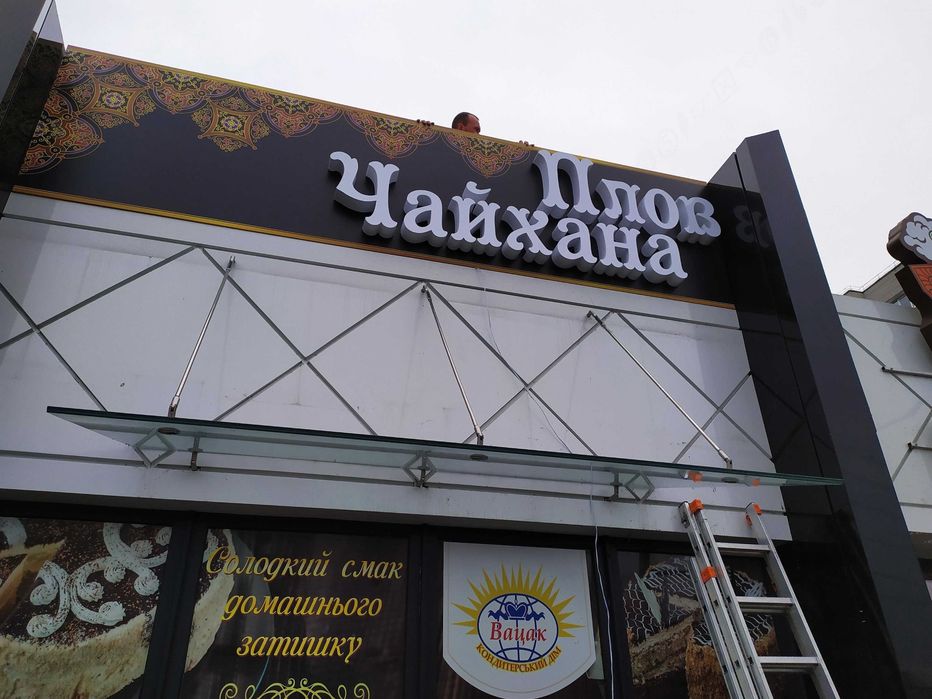 Плов
Чайхана
Солодкий смак
домашнього
затишку
Вацак
КОНДИТЕРСЬКИЙ ДІМ